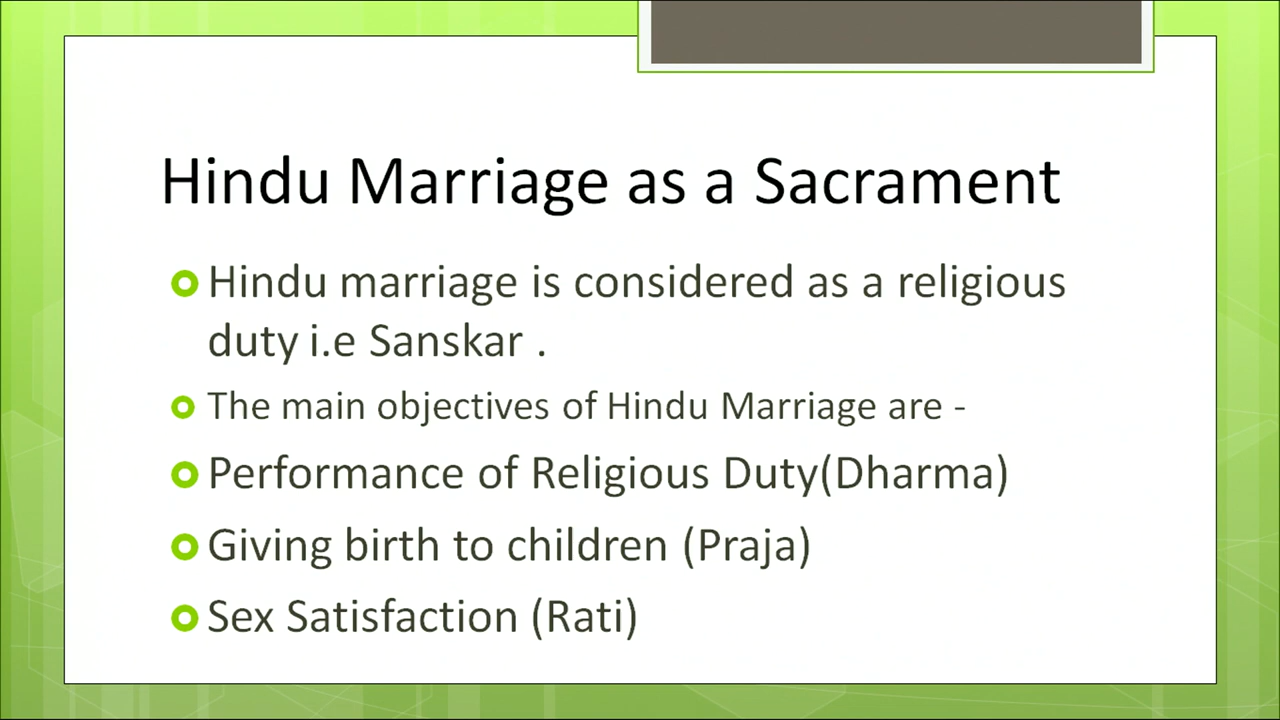 Hindu Marriage as a Sacrament
Hindu marriage is considered as a religious
duty i.e Sanskar .
The main objectives of Hindu Marriage are -
Performance of Religious Duty(Dharma)
Giving birth to children (Praja)
Sex Satisfaction (Rati)